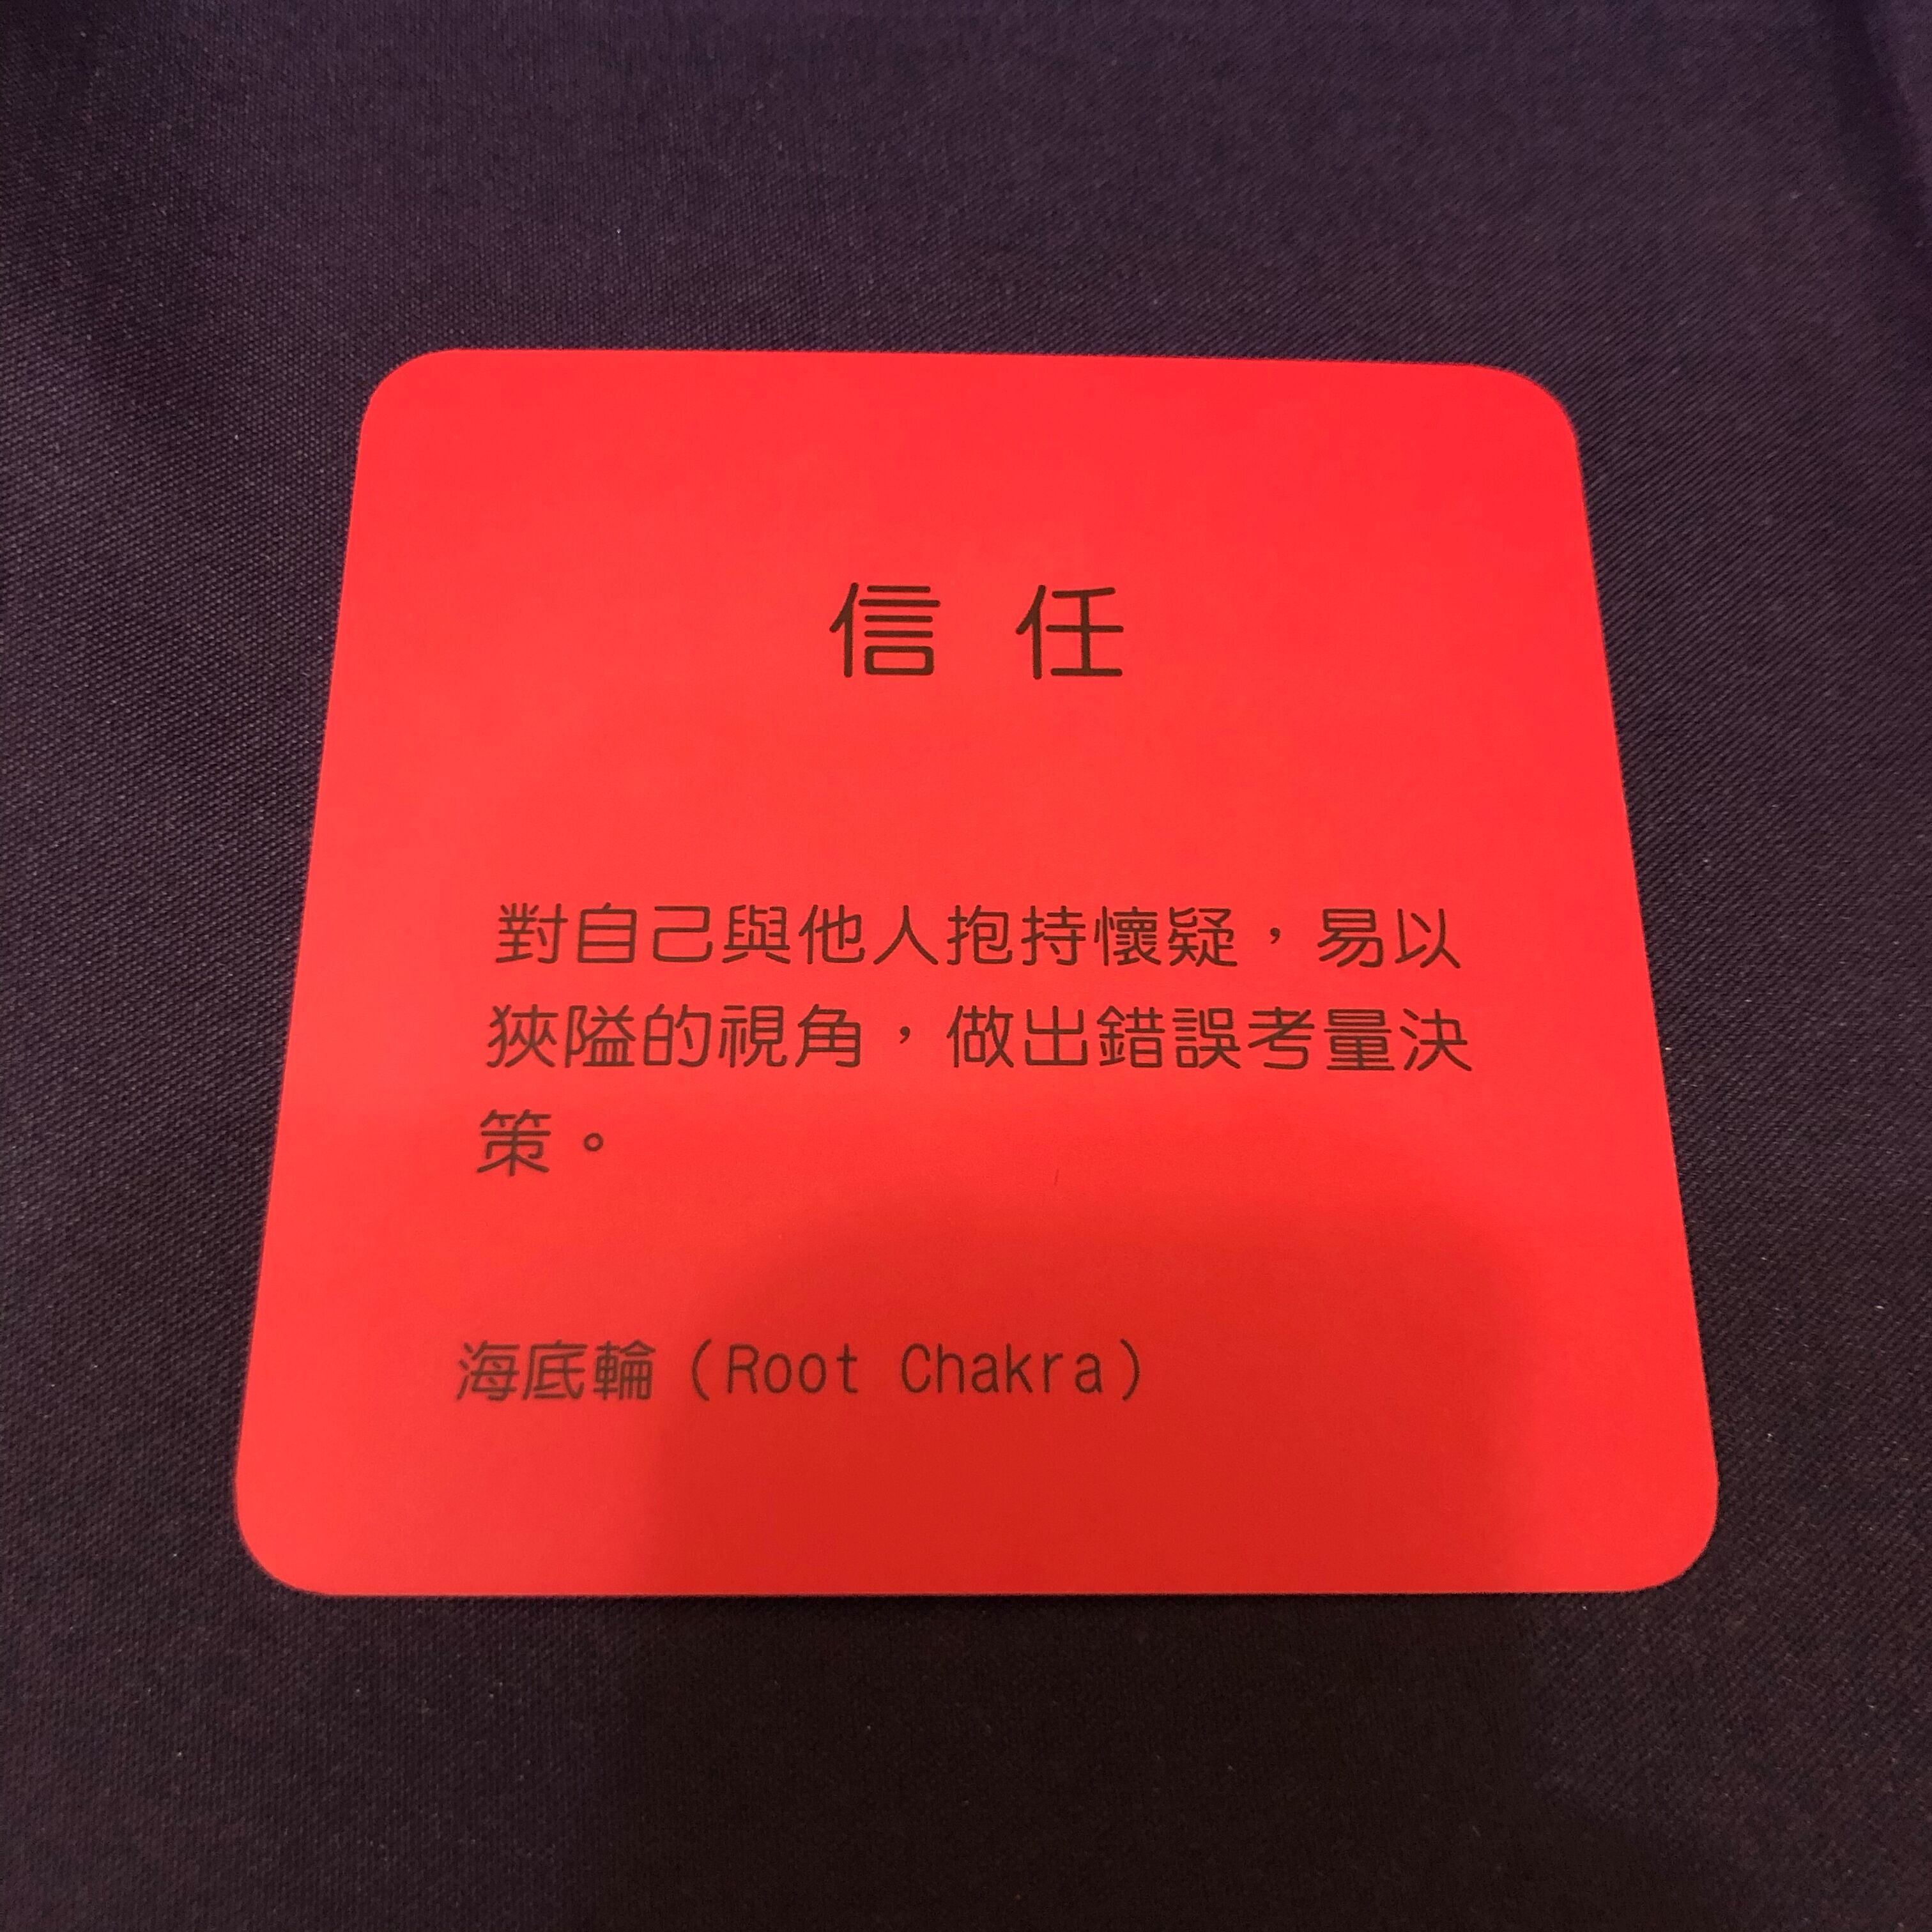 信任
對自己與他人抱持懷疑，易以
狹隘的視角，做出錯誤考量決
策。
海底輪（Root Chakra）